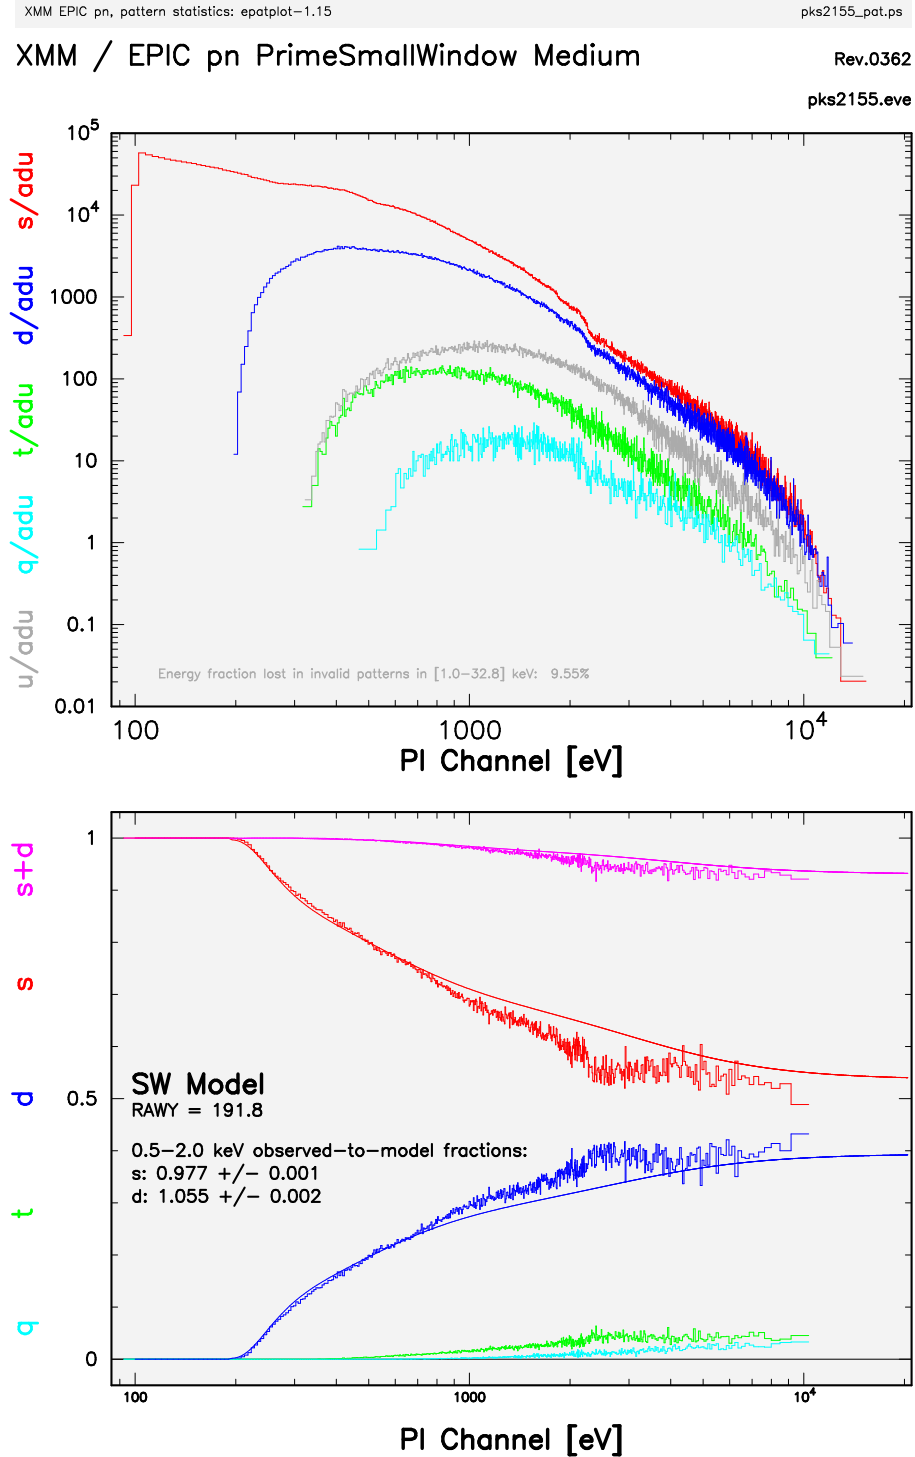 XMM EPIC pn, pattern statistics: epatplot-1.15 pks2155_pat.ps
XMM / EPIC pn PrimeSmallWindow Medium Rev.0362
pks2155.eve
s/adu
d/adu
t/adu
q/adu
u/adu
10^5
10^4
1000
100
10
1
0.1
0.01
Energy fraction lost in invalid patterns in [1.0-32.8] keV: 9.55%
100 1000 10^4
PI Channel [eV]
s+d
s
d
t
q
1
0.5
0
SW Model
RAWY = 191.8
0.5-2.0 keV observed-to-model fractions:
s: 0.977 +/- 0.001
d: 1.055 +/- 0.002
100 1000 10^4
PI Channel [eV]